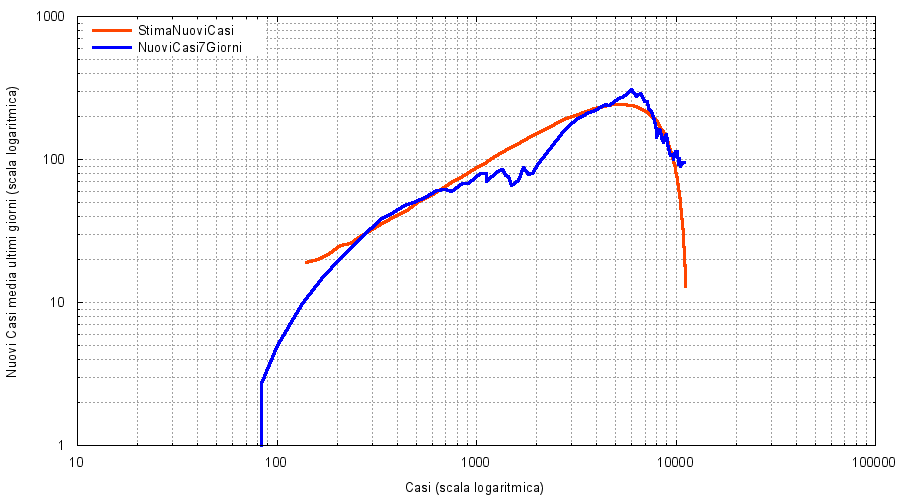 1000
StimaNuoviCasi
NuoviCasi7Giorni
100
10
1
Nuovi Casi media ultimi giorni (scala logaritmica)
10 100 1000 10000 100000
Casi (scala logaritmica)